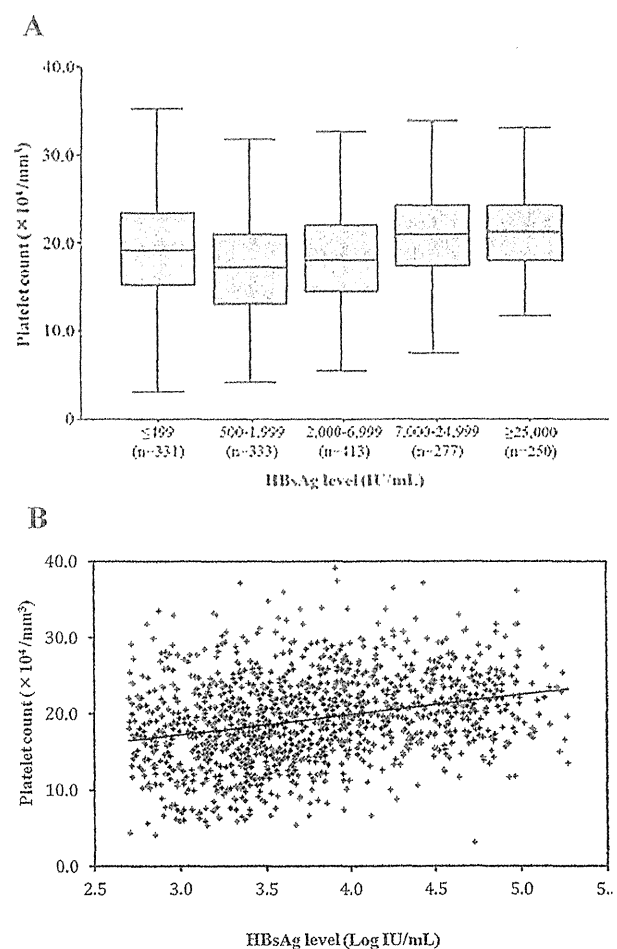 A
40.0
30.0
20.0
10.0
0
Platelet count (×10⁴/mm³)
≤499 500-1,999 2,000-6,999 7,000-24,999 ≥25,000
(n=331) (n=333) (n=413) (n=277) (n=250)
HBsAg level (IU/mL)
B
40.0
30.0
20.0
10.0
0.0
Platelet count (×10⁴/mm³)
2.5 3.0 3.5 4.0 4.5 5.0 5.
HBsAg level (Log IU/mL)